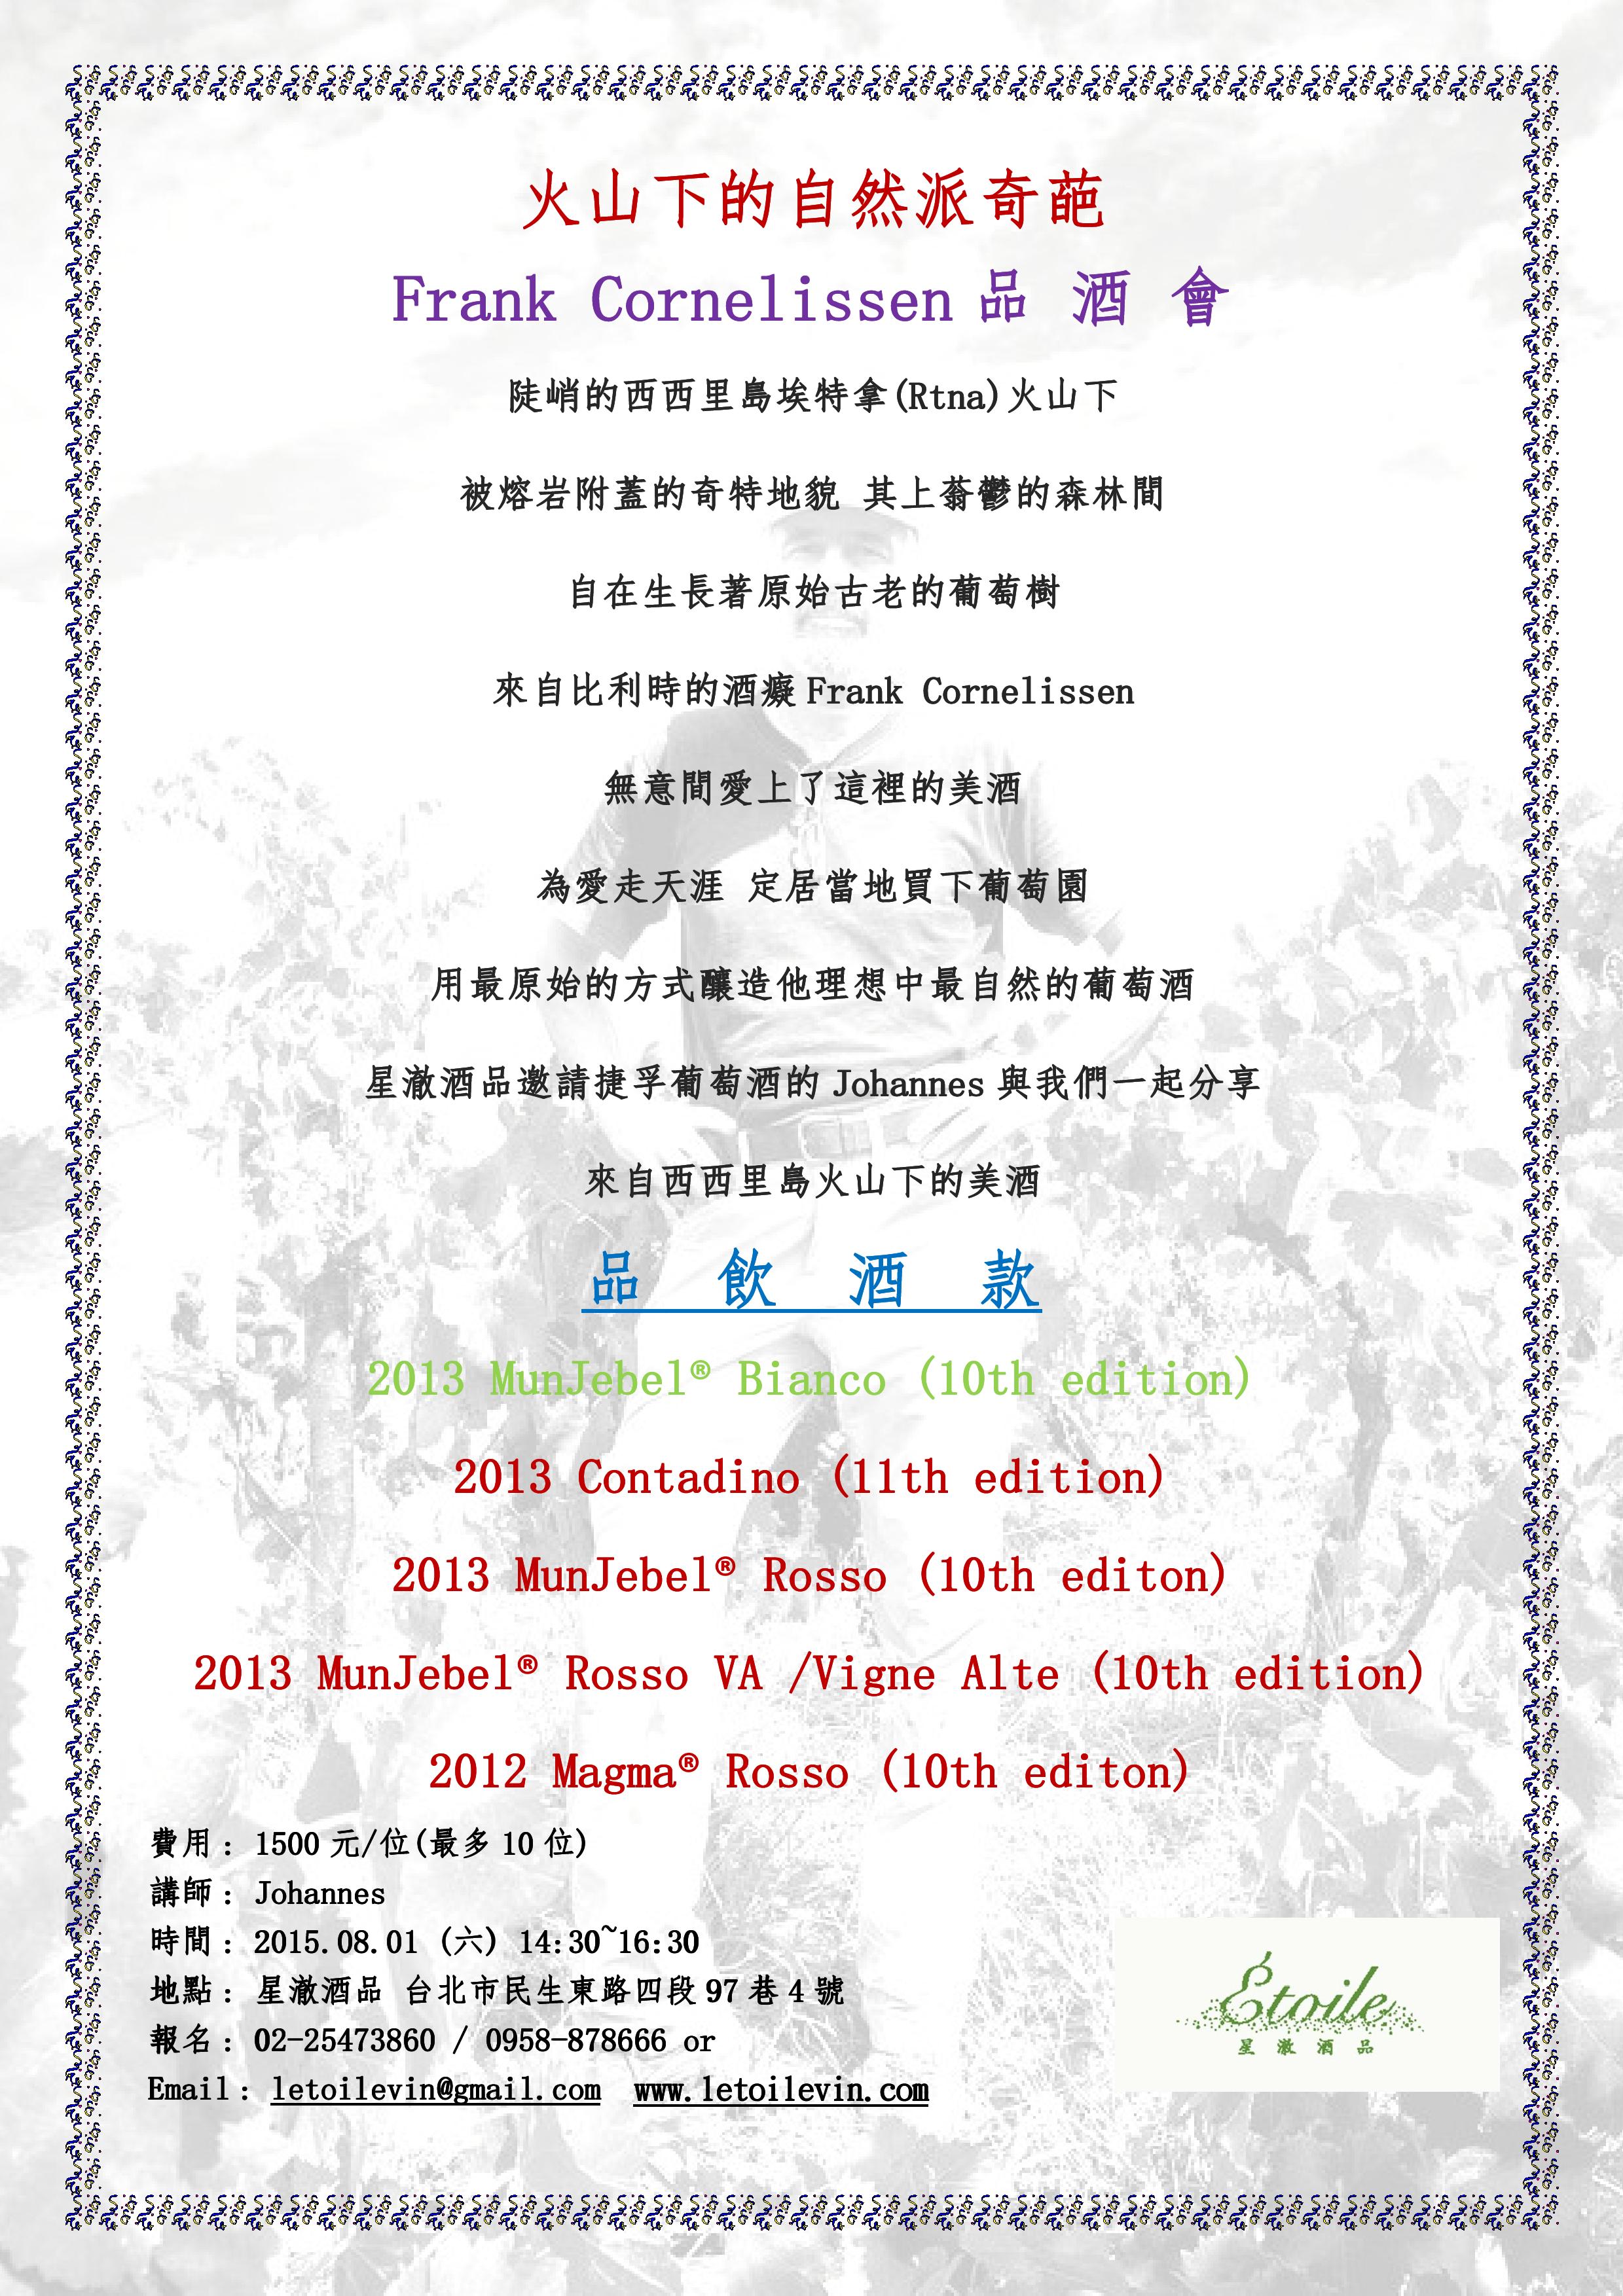 火山下的自然派奇葩
Frank Cornelissen 品 酒 會
陡峭的西西里島埃特拿(Rtna)火山下
被熔岩附蓋的奇特地貌 其上蓊鬱的森林間
自在生長著原始古老的葡萄樹
來自比利時的酒癡 Frank Cornelissen
無意間愛上了這裡的美酒
為愛走天涯 定居當地買下葡萄園
用最原始的方式釀造他理想中最自然的葡萄酒
星澈酒品邀請捷孚葡萄酒的 Johannes 與我們一起分享
來自西西里島火山下的美酒
品 飲 酒 款
2013 MunJebel® Bianco (10th edition)
2013 Contadino (11th edition)
2013 MunJebel® Rosso (10th editon)
2013 MunJebel® Rosso VA /Vigne Alte (10th edition)
2012 Magma® Rosso (10th editon)
費用：1500 元/位(最多 10 位)
講師：Johannes
時間：2015.08.01 (六) 14:30~16:30
地點：星澈酒品 台北市民生東路四段 97 巷 4 號
報名：02-25473860 / 0958-878666 or
Email：letoilevin@gmail.com www.letoilevin.com
Étoile
星澈酒品